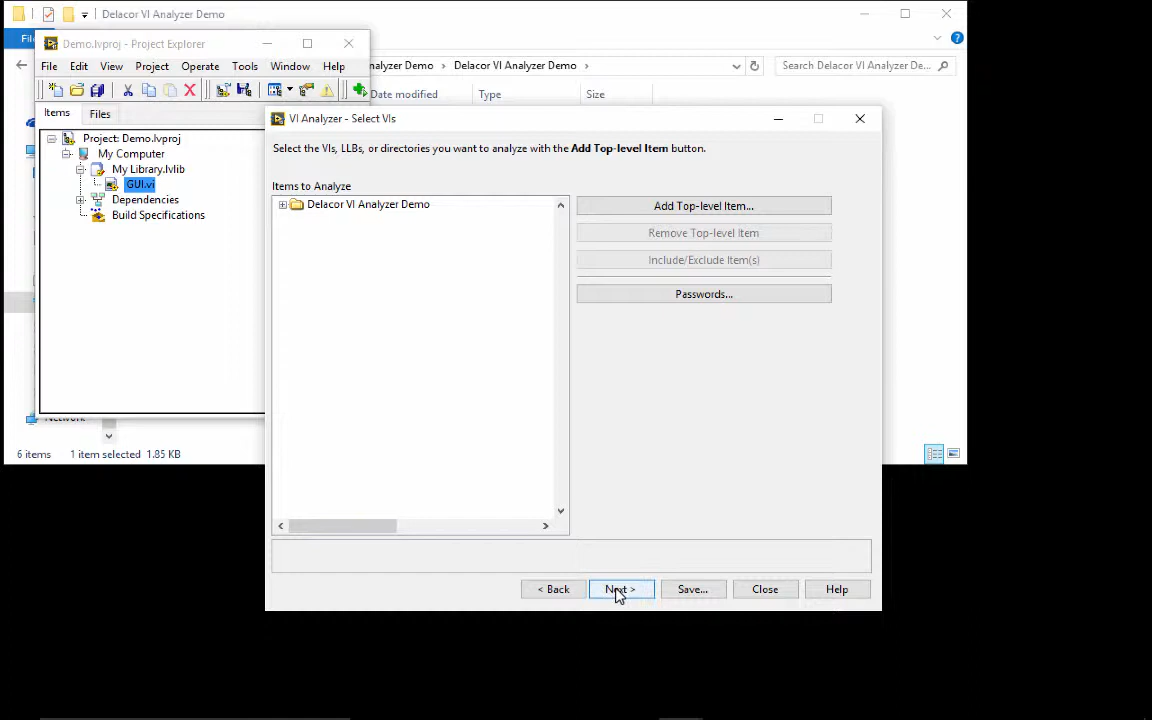 Delacor VI Analyzer Demo
Demo.lvproj - Project Explorer
File Edit View Project Operate Tools Window Help
Items Files
Project: Demo.lvproj
My Computer
My Library.lvlib
GUI.vi
Dependencies
Build Specifications
Delacor VI Analyzer Demo
Search Delacor VI Analyzer De...
Date modified Type Size
VI Analyzer - Select VIs
Select the VIs, LLBs, or directories you want to analyze with the Add Top-level Item button.
Items to Analyze
Delacor VI Analyzer Demo
Add Top-level Item...
Remove Top-level Item
Include/Exclude Item(s)
Passwords...
< Back Next > Save... Close Help
6 items 1 item selected 1.85 KB